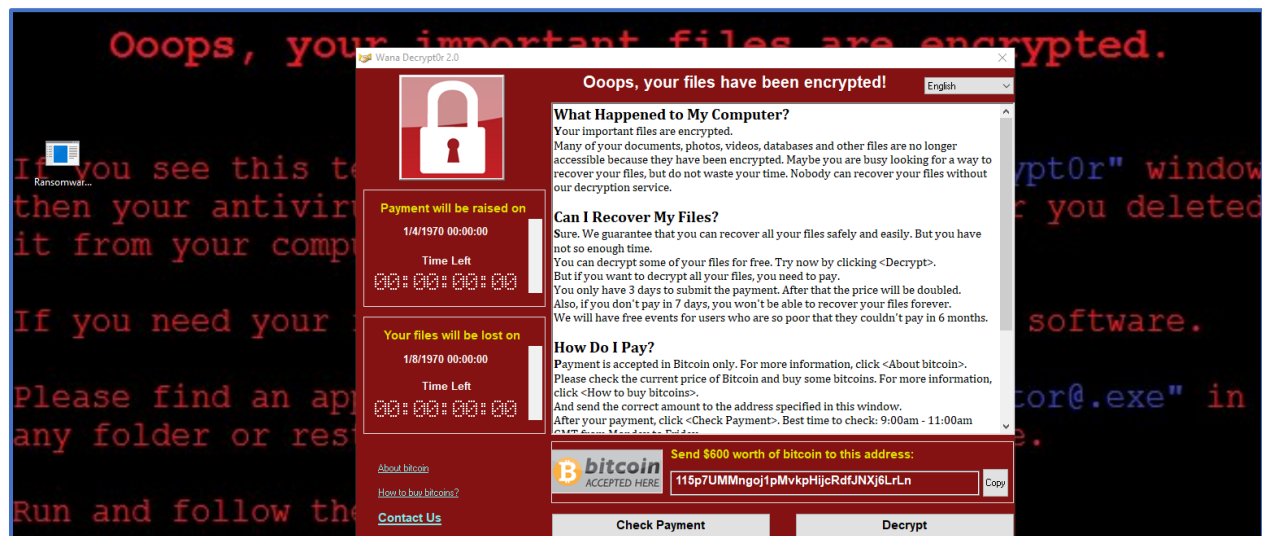 Ooops, your important files are encrypted.
Wana Decrypt0r 2.0
Ooops, your files have been encrypted!
English
What Happened to My Computer?
Your important files are encrypted.
Many of your documents, photos, videos, databases and other files are no longer
accessible because they have been encrypted. Maybe you are busy looking for a way to
recover your files, but do not waste your time. Nobody can recover your files without
our decryption service.
Can I Recover My Files?
Sure. We guarantee that you can recover all your files safely and easily. But you have
not so enough time.
You can decrypt some of your files for free. Try now by clicking <Decrypt>.
But if you want to decrypt all your files, you need to pay.
You only have 3 days to submit the payment. After that the price will be doubled.
Also, if you don't pay in 7 days, you won't be able to recover your files forever.
We will have free events for users who are so poor that they couldn't pay in 6 months.
How Do I Pay?
Payment is accepted in Bitcoin only. For more information, click <About bitcoin>.
Please check the current price of Bitcoin and buy some bitcoins. For more information,
click <How to buy bitcoins>.
And send the correct amount to the address specified in this window.
After your payment, click <Check Payment>. Best time to check: 9:00am - 11:00am
GMT from Monday to Friday.
Payment will be raised on
1/4/1970 00:00:00
Time Left
00:00:00:00
Your files will be lost on
1/8/1970 00:00:00
Time Left
00:00:00:00
About bitcoin
How to buy bitcoins?
Contact Us
bitcoin
ACCEPTED HERE
Send $600 worth of bitcoin to this address:
115p7UMMngoj1pMvkpHijcRdfJNXj6LrLn
Copy
Check Payment
Decrypt
Ransomwar...
If you see this window
then your you deleted
it from your
If you need your software.
Please find an in
any folder or
Run and follow